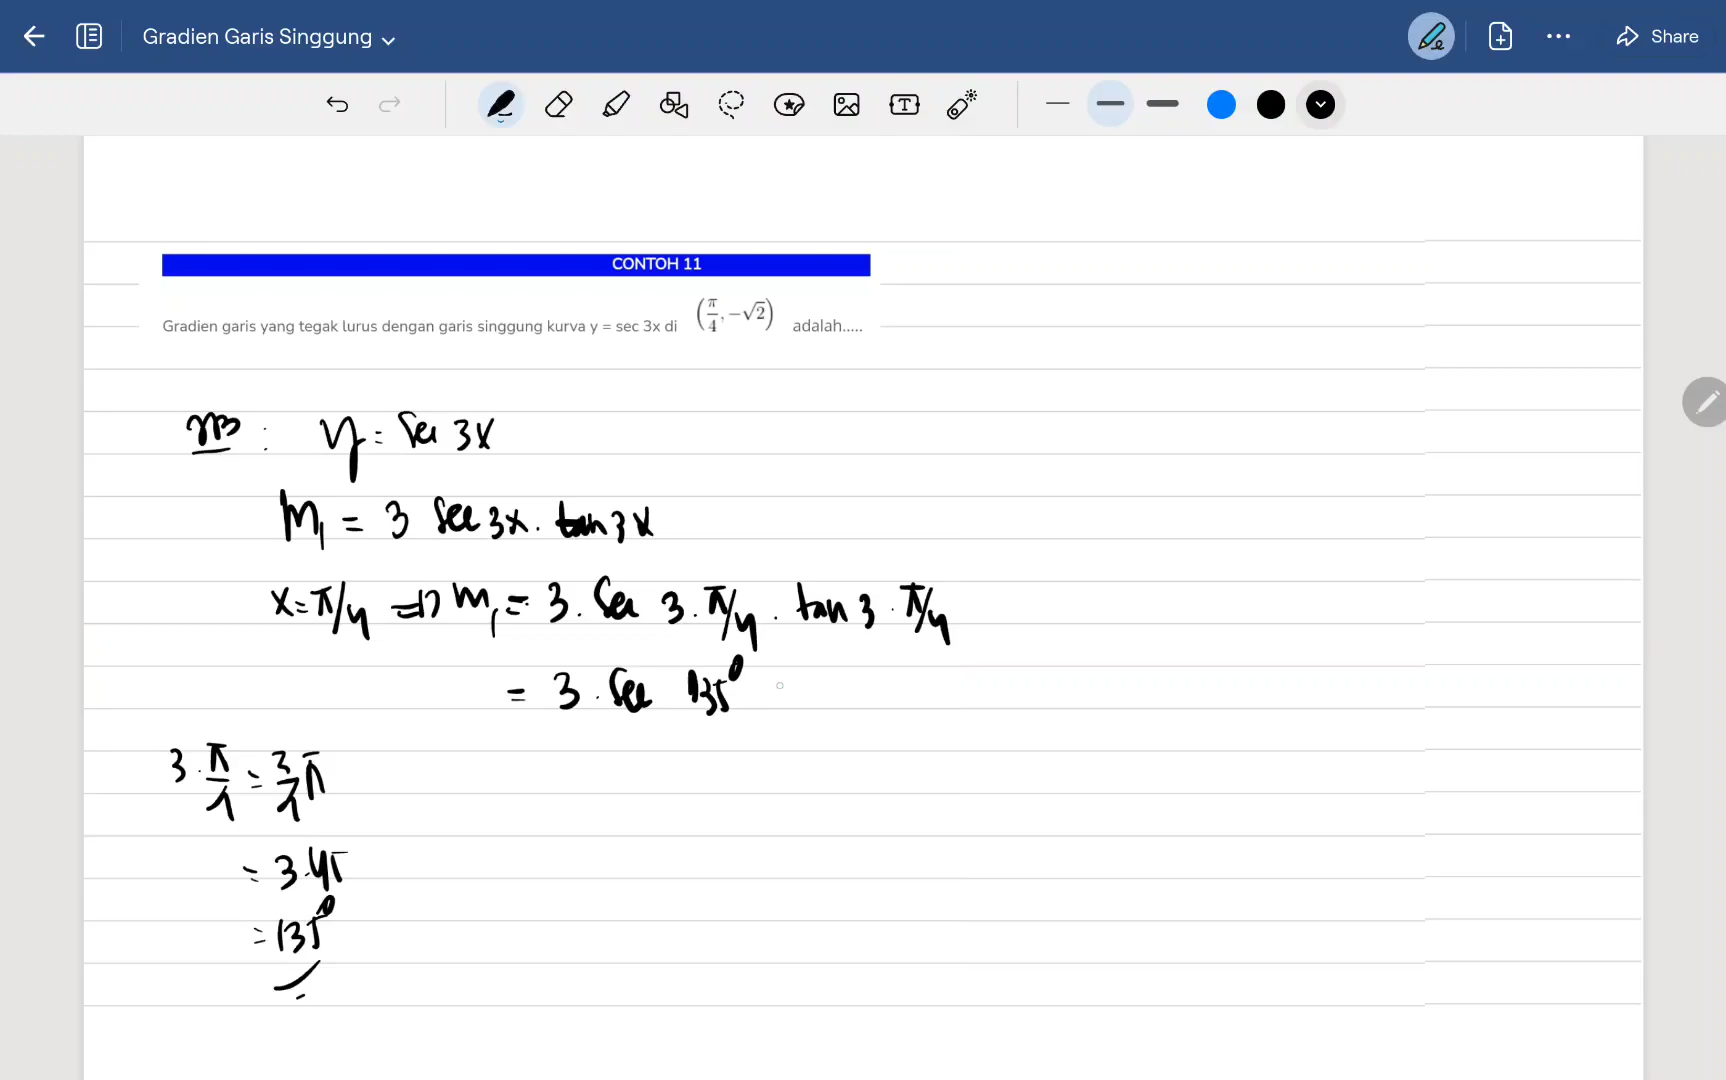 Gradien Garis Singgung
Share
CONTOH 11
Gradien garis yang tegak lurus dengan garis singgung kurva y = sec 3x di (π/4, -√2) adalah.....
: y = Sec 3x
m₁ = 3 Sec 3x . tan 3x
x = π/4 => m₁ = 3 . Sec 3 . π/4 . tan 3 . π/4
= 3 . Sec 135⁰
3 . π/4 = 3/4 π
= 3.45
= 135⁰